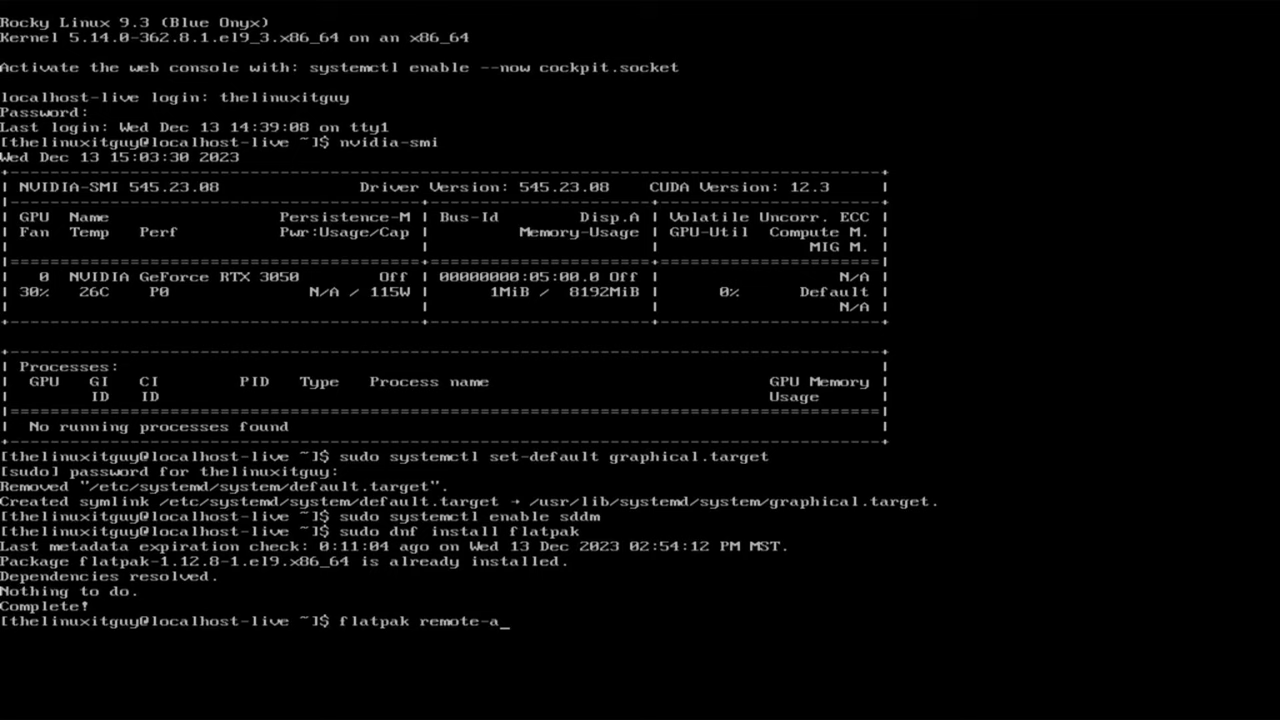 Rocky Linux 9.3 (Blue Onyx)
Kernel 5.14.0-362.8.1.el9_3.x86_64 on an x86_64
Activate the web console with: systemctl enable --now cockpit.socket
localhost-live login: thelinuxitguy
Password:
Last login: Wed Dec 13 14:39:08 on tty1
[thelinuxitguy@localhost-live ~]$ nvidia-smi
Wed Dec 13 15:03:30 2023
+---------------------------------------------------------------------------------------+
| NVIDIA-SMI 545.23.08              Driver Version: 545.23.08    CUDA Version: 12.3     |
|-----------------------------------------+----------------------+----------------------+
| GPU  Name                 Persistence-M | Bus-Id        Disp.A | Volatile Uncorr. ECC |
| Fan  Temp   Perf          Pwr:Usage/Cap |         Memory-Usage | GPU-Util  Compute M. |
|                                         |                      |               MIG M. |
|=========================================+======================+======================|
|   0  NVIDIA GeForce RTX 3050        Off | 00000000:05:00.0 Off |                  N/A |
| 30%   26C    P0              N/A / 115W |      1MiB /  8192MiB |      0%      Default |
|                                         |                      |                  N/A |
+-----------------------------------------+----------------------+----------------------+
+---------------------------------------------------------------------------------------+
| Processes:                                                                            |
|  GPU   GI   CI        PID   Type   Process name                            GPU Memory |
|        ID   ID                                                             Usage      |
|=======================================================================================|
|  No running processes found                                                           |
+---------------------------------------------------------------------------------------+
[thelinuxitguy@localhost-live ~]$ sudo systemctl set-default graphical.target
[sudo] password for thelinuxitguy:
Removed "/etc/systemd/system/default.target".
Created symlink /etc/systemd/system/default.target → /usr/lib/systemd/system/graphical.target.
[thelinuxitguy@localhost-live ~]$ sudo systemctl enable sddm
[thelinuxitguy@localhost-live ~]$ sudo dnf install flatpak
Last metadata expiration check: 0:11:04 ago on Wed 13 Dec 2023 02:54:12 PM MST.
Package flatpak-1.12.8-1.el9.x86_64 is already installed.
Dependencies resolved.
Nothing to do.
Complete!
[thelinuxitguy@localhost-live ~]$ flatpak remote-a_